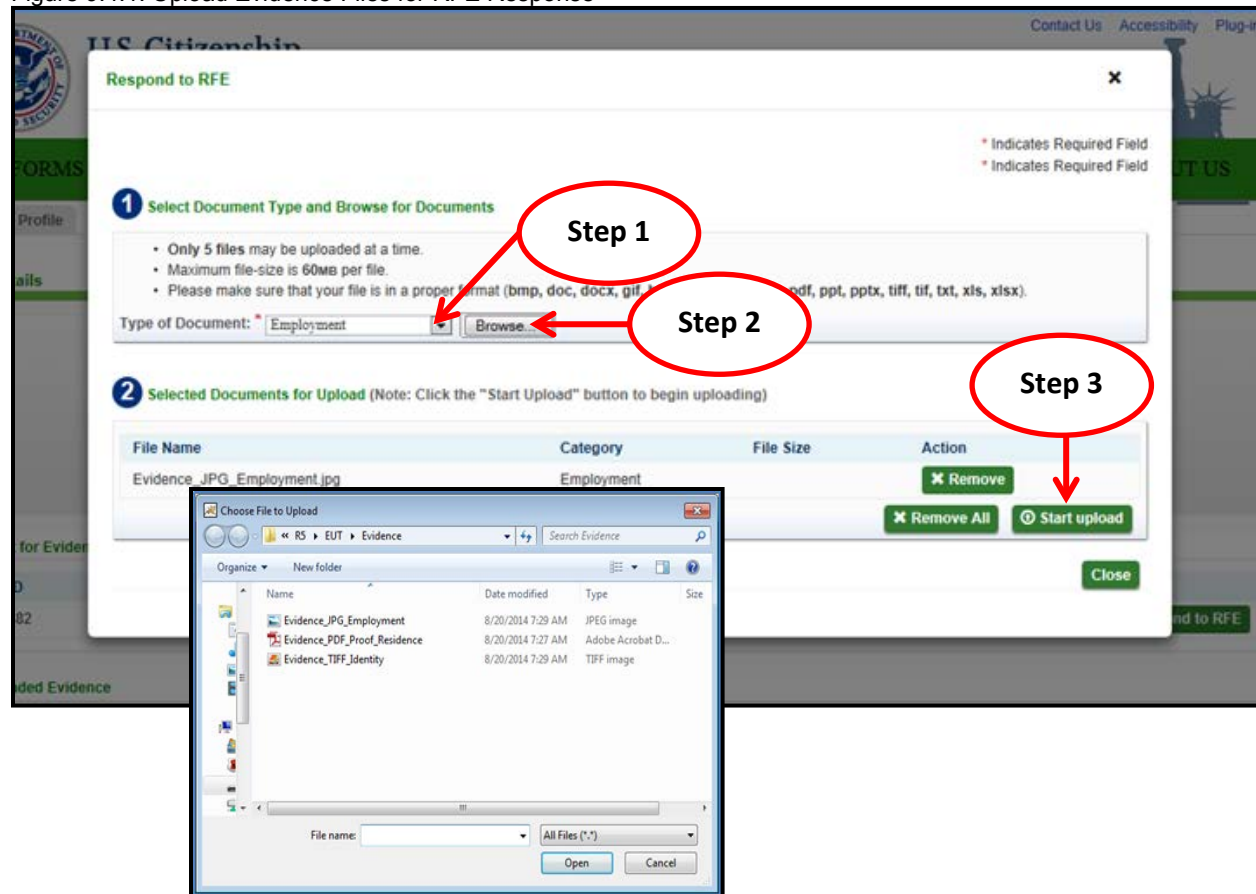 Contact Us Accessibility
U.S. Citizenship
Respond to RFE
* Indicates Required Field
* Indicates Required Field
FORMS
UT US
Profile
1 Select Document Type and Browse for Documents
Step 1
• Only 5 files may be uploaded at a time.
• Maximum file-size is 60MB per file.
• Please make sure that your file is in a proper format (bmp, doc, docx, gif, pdf, ppt, pptx, tiff, tif, txt, xls, xlsx).
ails
Type of Document: * Employment Browse...
Step 2
2 Selected Documents for Upload (Note: Click the "Start Upload" button to begin uploading)
Step 3
File Name Category File Size Action
Evidence_JPG_Employment.jpg Employment Remove
Remove All Start upload
Close
for Eviden
82
nd to RFE
ded Evidence
Choose File to Upload
« R5 EUT Evidence Search Evidence
Organize New folder
Name Date modified Type Size
Evidence_JPG_Employment 8/20/2014 7:29 AM JPEG image
Evidence_PDF_Proof_Residence 8/20/2014 7:27 AM Adobe Acrobat D...
Evidence_TIFF_Identity 8/20/2014 7:29 AM TIFF image
File name: All Files (*.*)
Open Cancel